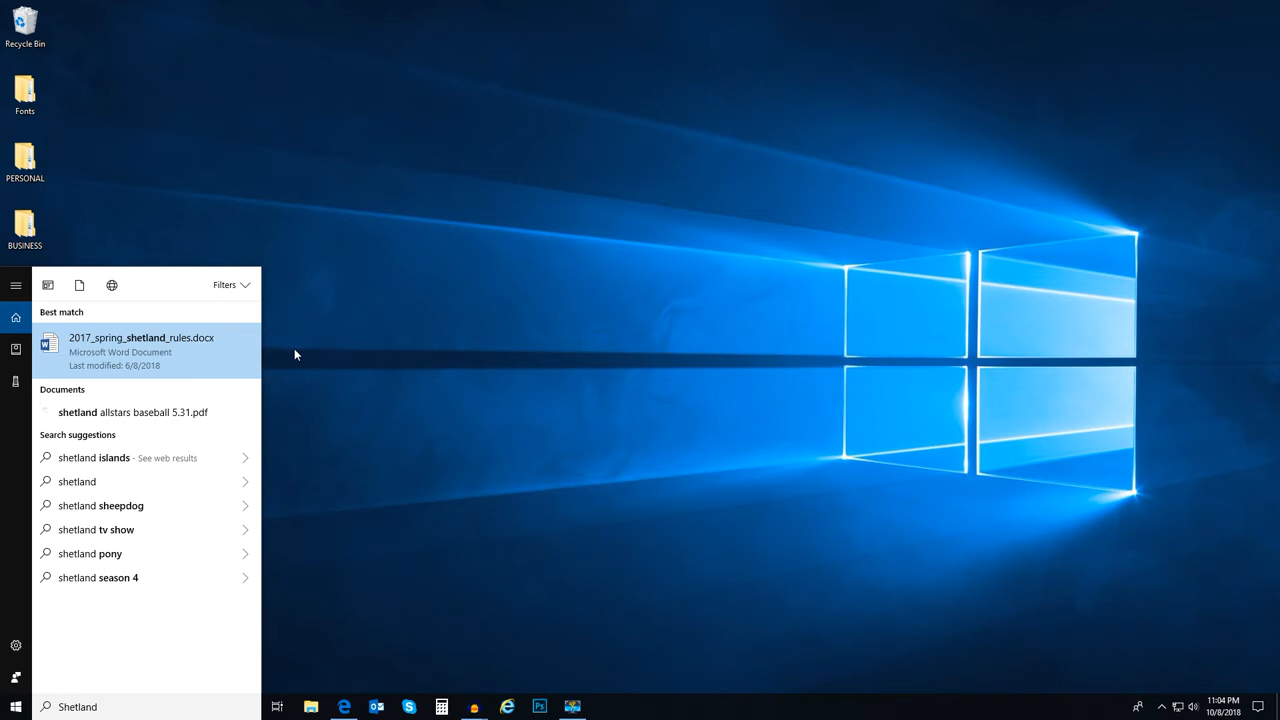 Recycle Bin
Fonts
PERSONAL
BUSINESS
Filters
Best match
2017_spring_shetland_rules.docx
Microsoft Word Document
Last modified: 6/8/2018
Documents
shetland allstars baseball 5.31.pdf
Search suggestions
shetland islands - See web results
shetland
shetland sheepdog
shetland tv show
shetland pony
shetland season 4
Shetland
Ps
11:04 PM
10/8/2018